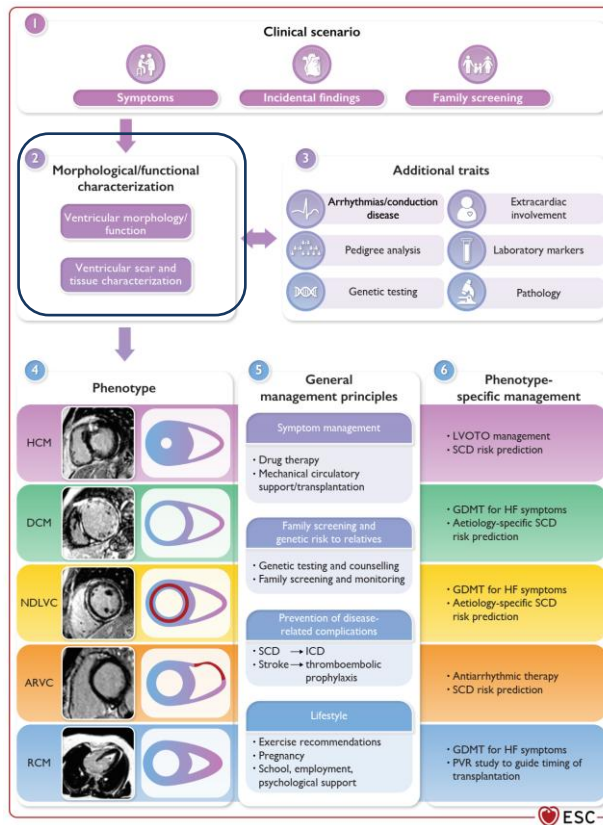 1
Clinical scenario
Symptoms
Incidental findings
Family screening
2
Morphological/functional
characterization
Ventricular morphology/
function
Ventricular scar and
tissue characterization
3
Additional traits
Arrhythmias/conduction
disease
Extracardiac
involvement
Pedigree analysis
Laboratory markers
Genetic testing
Pathology
4
Phenotype
HCM
DCM
NDLVC
ARVC
RCM
5
General
management principles
Symptom management
• Drug therapy
• Mechanical circulatory
support/transplantation
Family screening and
genetic risk to relatives
• Genetic testing and counselling
• Family screening and monitoring
Prevention of disease-
related complications
• SCD → ICD
• Stroke → thromboembolic
prophylaxis
Lifestyle
• Exercise recommendations
• Pregnancy
• School, employment,
psychological support
6
Phenotype-
specific management
• LVOTO management
• SCD risk prediction
• GDMT for HF symptoms
• Aetiology-specific SCD
risk prediction
• GDMT for HF symptoms
• Aetiology-specific SCD
risk prediction
• Antiarrhythmic therapy
• SCD risk prediction
• GDMT for HF symptoms
• PVR study to guide timing of
transplantation
ESC